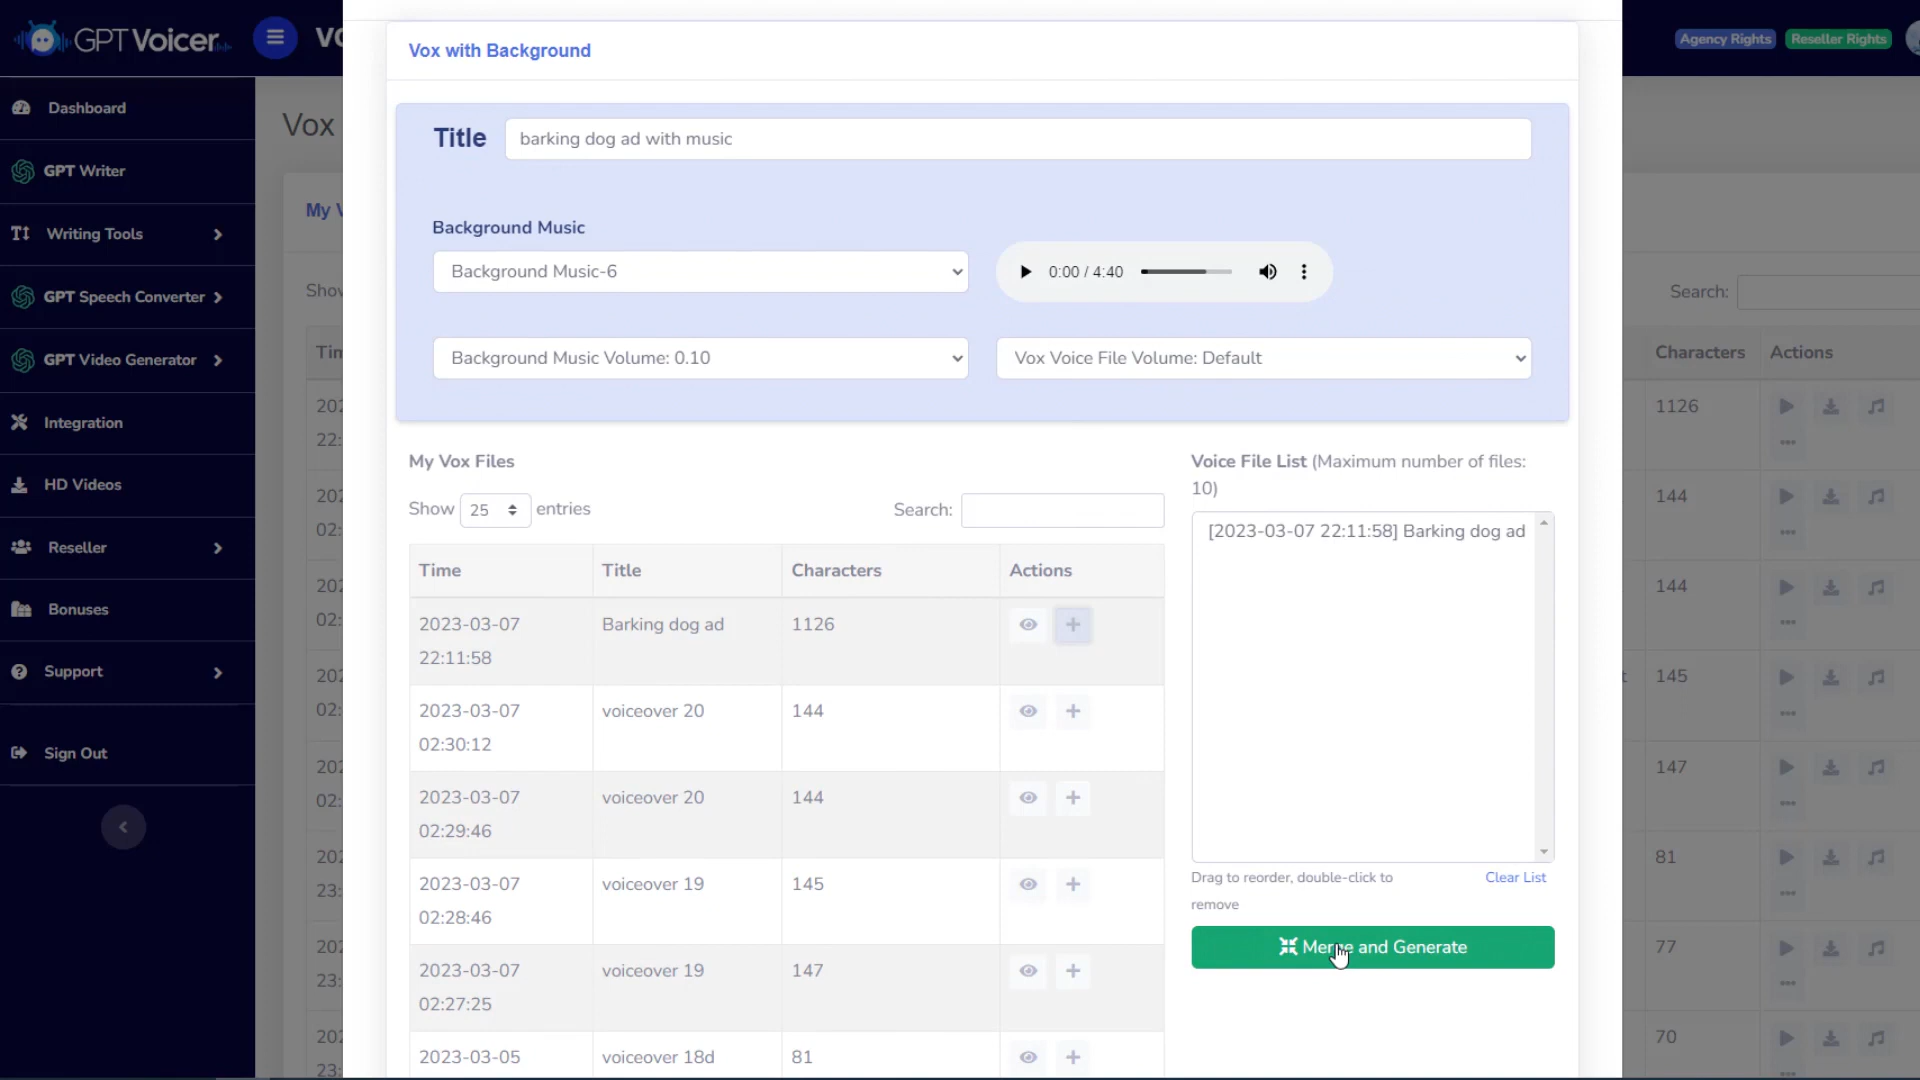 GPT Voicer
Agency Rights
Reseller Rights
Dashboard
GPT Writer
Writing Tools
GPT Speech Converter
GPT Video Generator
Integration
HD Videos
Reseller
Bonuses
Support
Sign Out
Vox
My
Vox with Background
Title
barking dog ad with music
Background Music
Background Music-6
0:00 / 4:40
Background Music Volume: 0.10
Vox Voice File Volume: Default
My Vox Files
Show 25 entries
Search:
Time Title Characters Actions
2023-03-07 Barking dog ad 1126
22:11:58
2023-03-07 voiceover 20 144
02:30:12
2023-03-07 voiceover 20 144
02:29:46
2023-03-07 voiceover 19 145
02:28:46
2023-03-07 voiceover 19 147
02:27:25
2023-03-05 voiceover 18d 81
Voice File List (Maximum number of files:
10)
[2023-03-07 22:11:58] Barking dog ad
Drag to reorder, double-click to
remove
Clear List
Merge and Generate
Search:
Characters Actions
1126
144
144
145
147
81
77
70